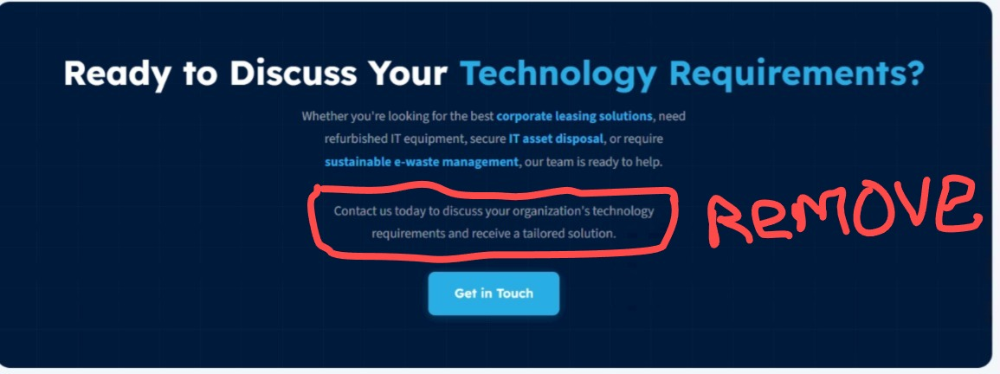 Ready to Discuss Your Technology Requirements?
Whether you're looking for the best corporate leasing solutions, need
refurbished IT equipment, secure IT asset disposal, or require
sustainable e-waste management, our team is ready to help.
Contact us today to discuss your organization's technology
requirements and receive a tailored solution.
REMOVE
Get in Touch